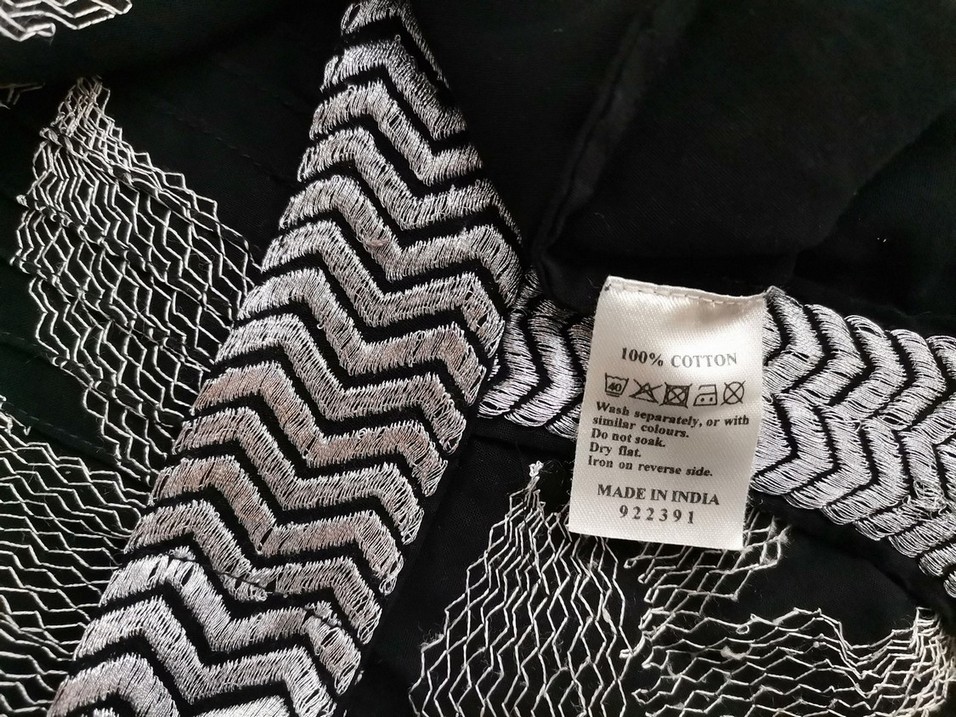 100% COTTON
40
Wash separately, or with
similar colours.
Do not soak.
Dry flat.
Iron on reverse side.
MADE IN INDIA
922391